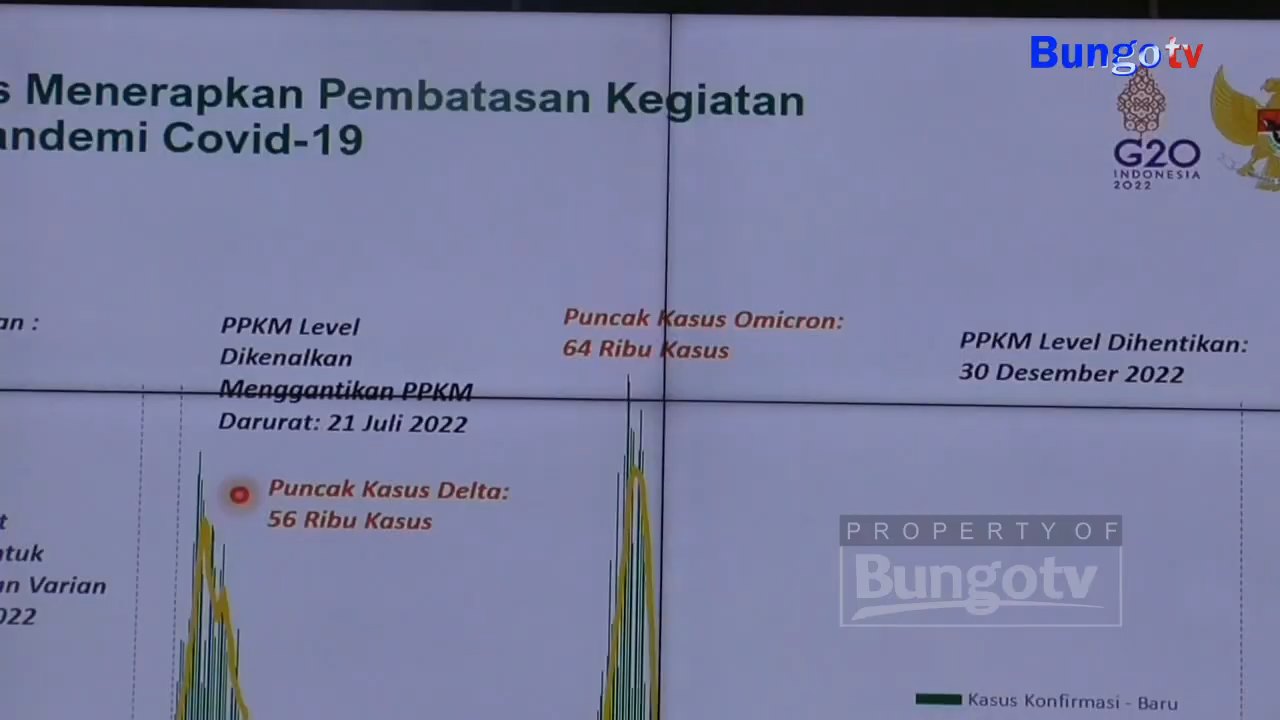 Bungotv
s Menerapkan Pembatasan Kegiatan
andemi Covid-19
G20
INDONESIA
2022
an :
PPKM Level
Dikenalkan
Menggantikan PPKM
Darurat: 21 Juli 2022
Puncak Kasus Omicron:
64 Ribu Kasus
PPKM Level Dihentikan:
30 Desember 2022
Puncak Kasus Delta:
56 Ribu Kasus
t
ntuk
an Varian
022
PROPERTY OF
Bungotv
Kasus Konfirmasi - Baru